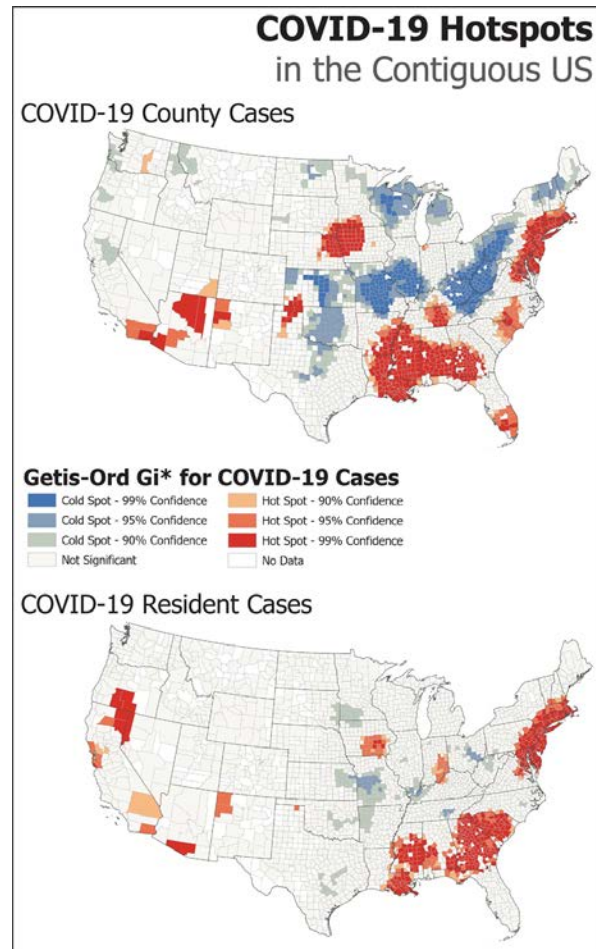 COVID-19 Hotspots
in the Contiguous US
COVID-19 County Cases
Getis-Ord Gi* for COVID-19 Cases
Cold Spot - 99% Confidence
Cold Spot - 95% Confidence
Cold Spot - 90% Confidence
Not Significant
Hot Spot - 90% Confidence
Hot Spot - 95% Confidence
Hot Spot - 99% Confidence
No Data
COVID-19 Resident Cases